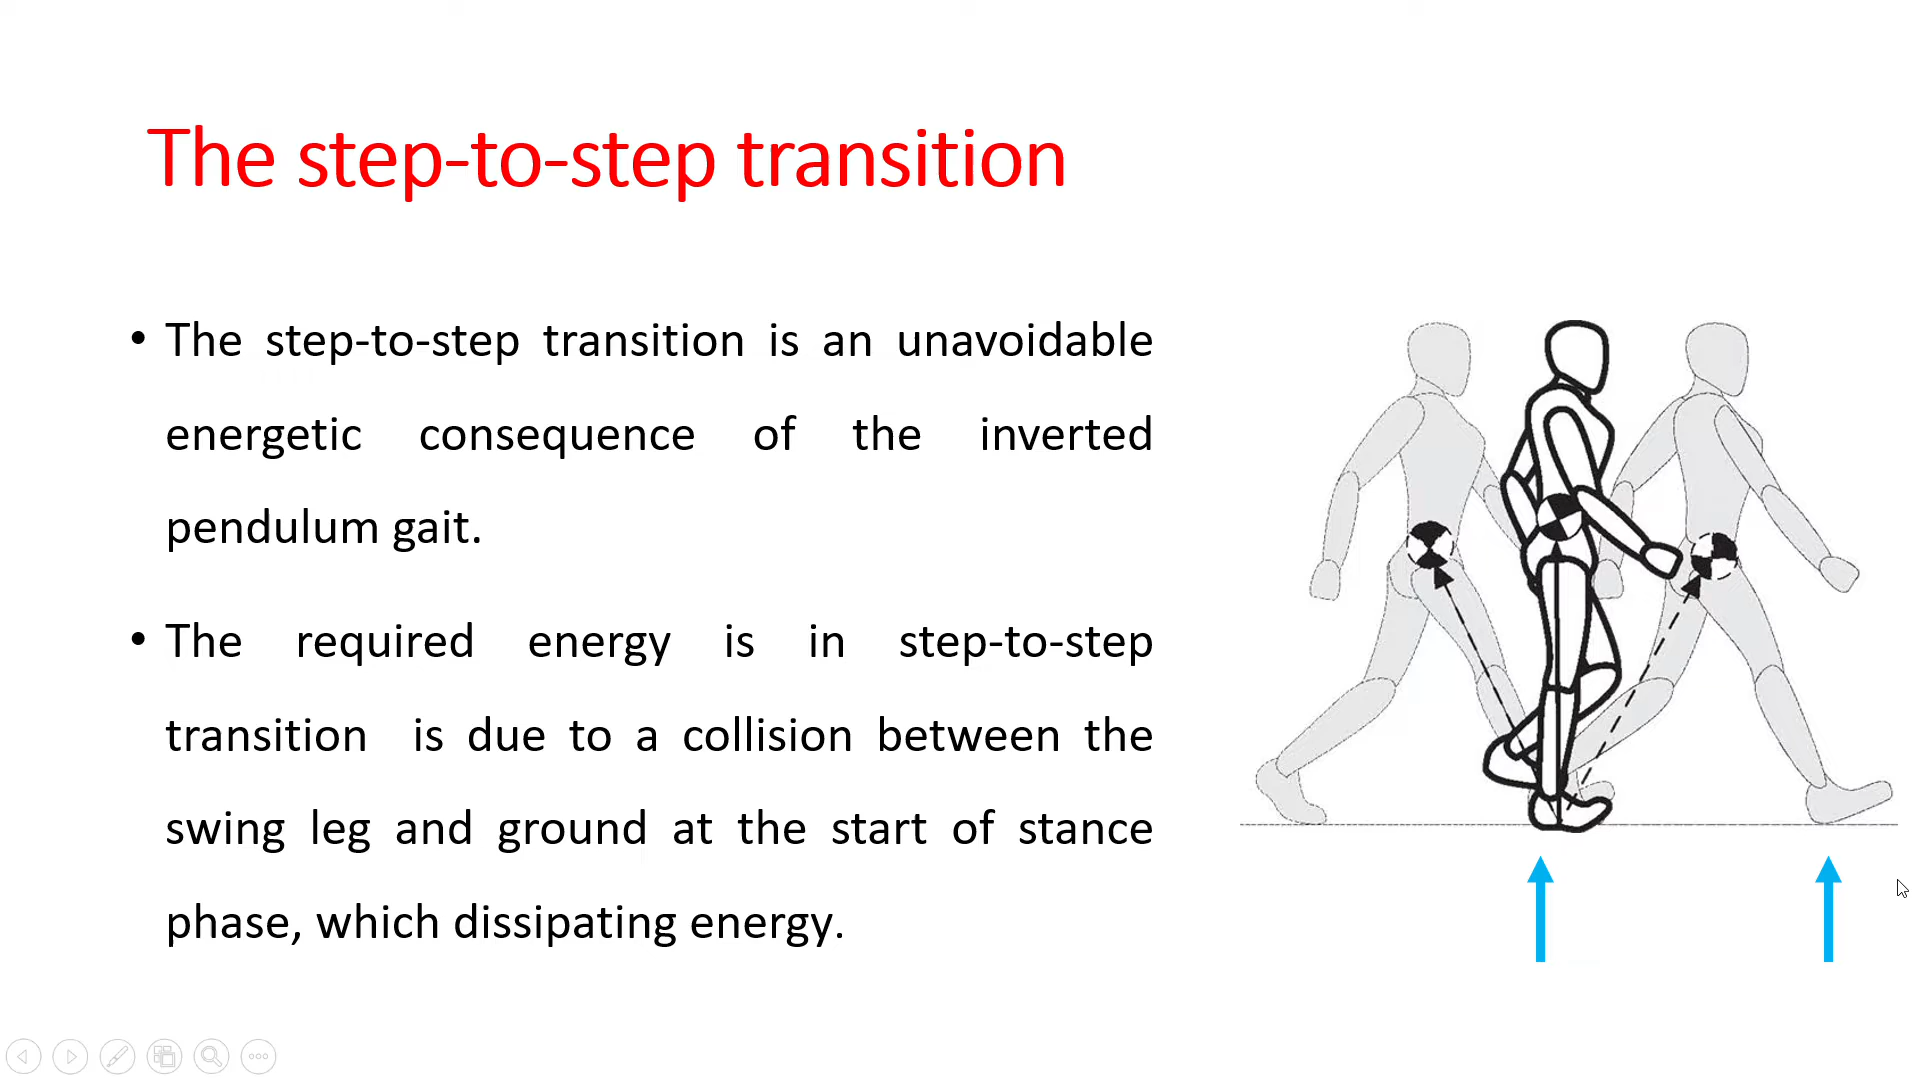 The step-to-step transition
• The step-to-step transition is an unavoidable
energetic consequence of the inverted
pendulum gait.
• The required energy is in step-to-step
transition is due to a collision between the
swing leg and ground at the start of stance
phase, which dissipating energy.